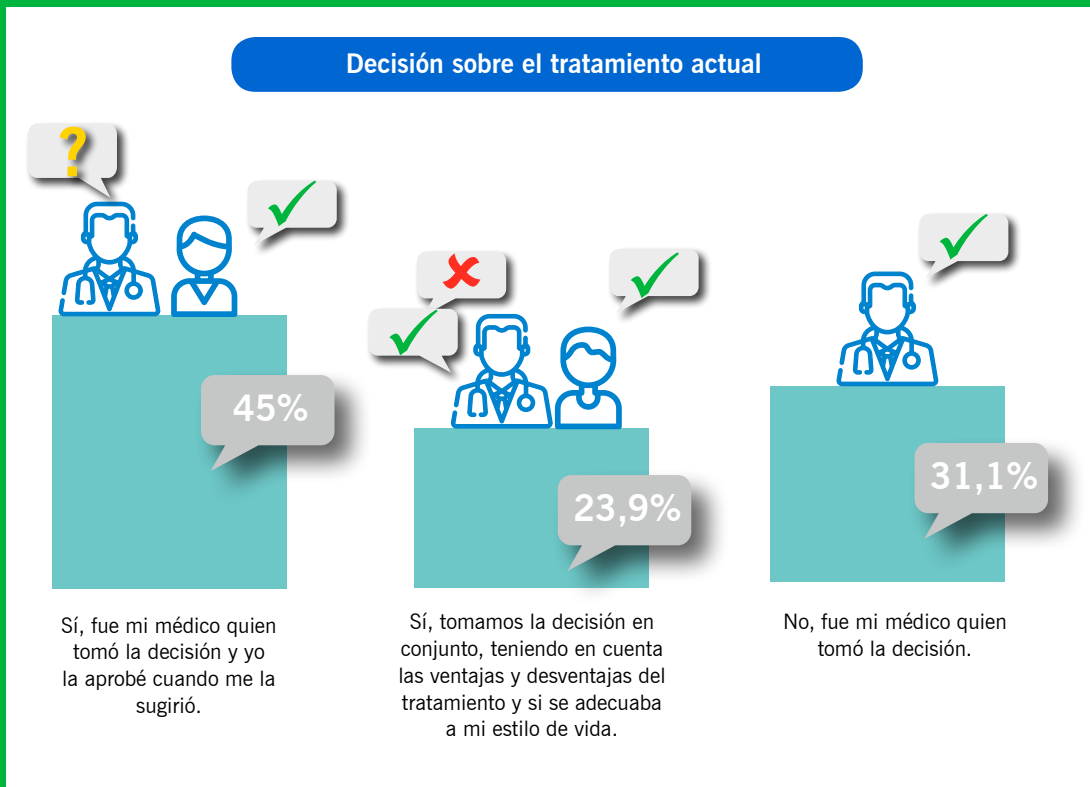 Decisión sobre el tratamiento actual
?
45%
23,9%
31,1%
Sí, fue mi médico quien
tomó la decisión y yo
la aprobé cuando me la
sugirió.
Sí, tomamos la decisión en
conjunto, teniendo en cuenta
las ventajas y desventajas del
tratamiento y si se adecuaba
a mi estilo de vida.
No, fue mi médico quien
tomó la decisión.